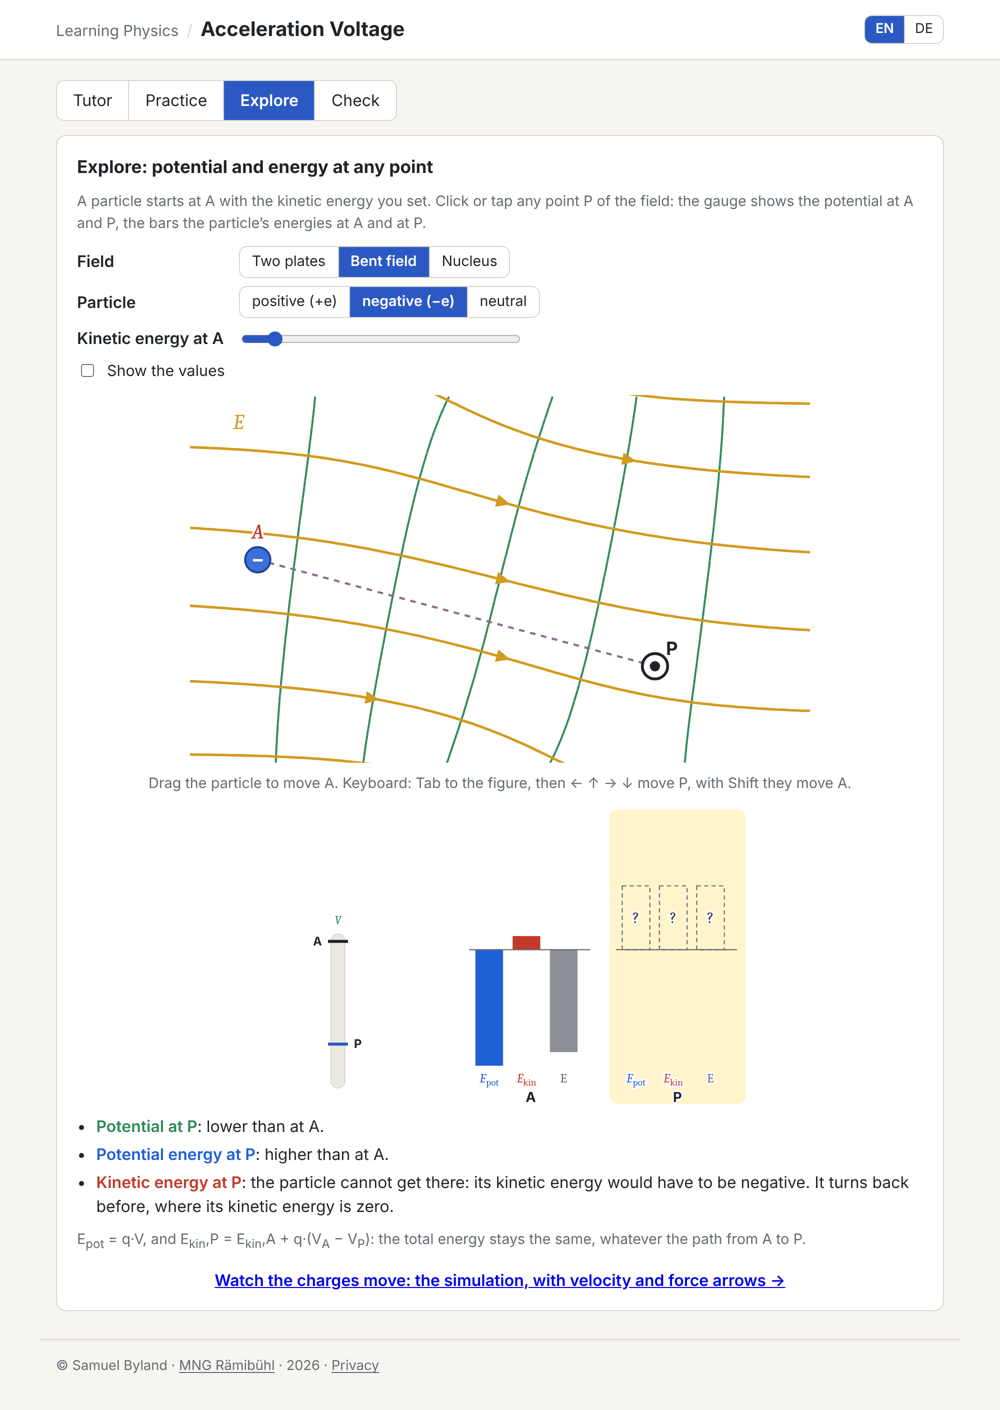 Learning Physics / Acceleration Voltage
EN DE
Tutor Practice Explore Check
Explore: potential and energy at any point
A particle starts at A with the kinetic energy you set. Click or tap any point P of the field: the gauge shows the potential at A
and P, the bars the particle’s energies at A and at P.
Field Two plates Bent field Nucleus
Particle positive (+e) negative (−e) neutral
Kinetic energy at A
Show the values
E
A
−
P
Drag the particle to move A. Keyboard: Tab to the figure, then ← ↑ → ↓ move P, with Shift they move A.
V
A
P
? ? ?
Epot Ekin E
A
Epot Ekin E
P
• Potential at P: lower than at A.
• Potential energy at P: higher than at A.
• Kinetic energy at P: the particle cannot get there: its kinetic energy would have to be negative. It turns back
before, where its kinetic energy is zero.
Epot = q·V, and Ekin,P = Ekin,A + q·(VA − VP): the total energy stays the same, whatever the path from A to P.
Watch the charges move: the simulation, with velocity and force arrows →
© Samuel Byland · MNG Rämibühl · 2026 · Privacy